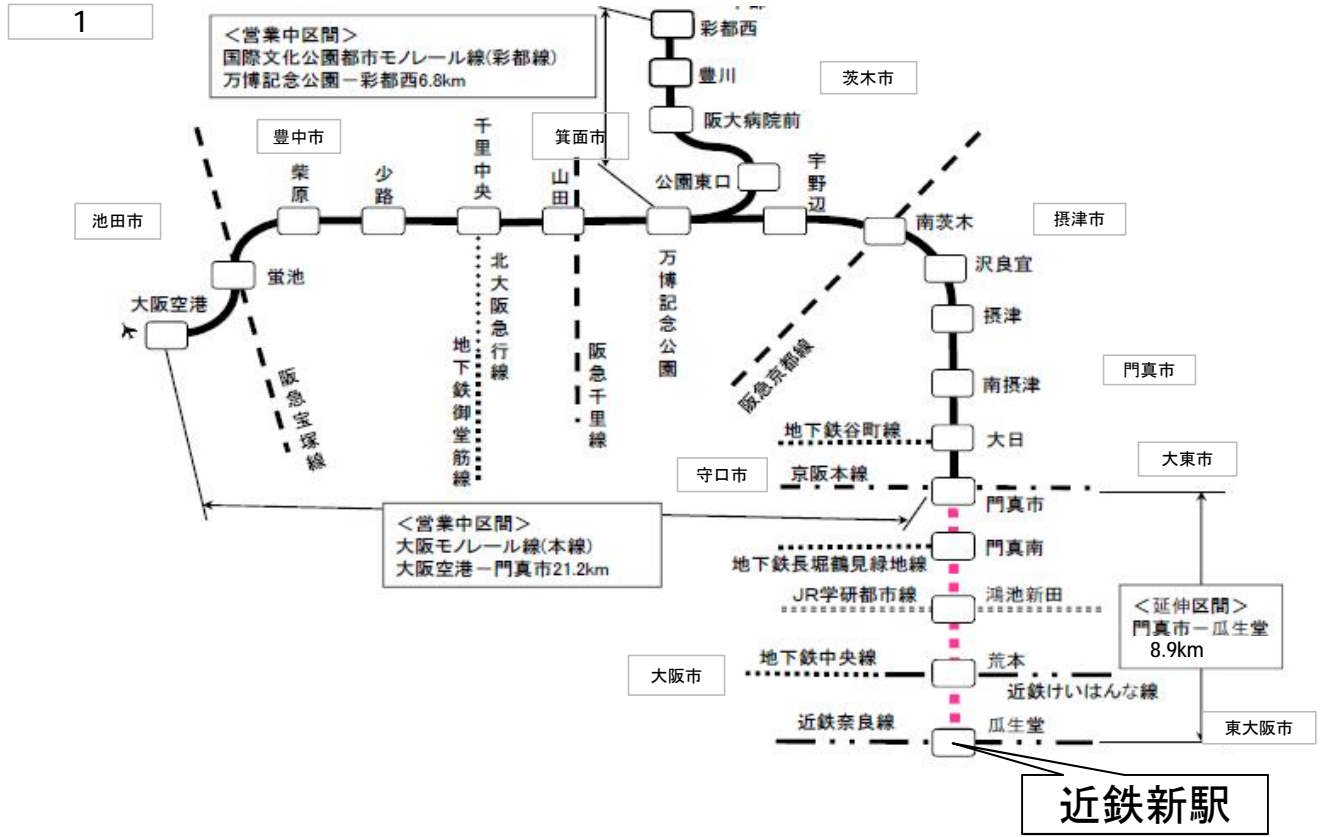 1
<営業中区間>
国際文化公園都市モノレール線(彩都線)
万博記念公園－彩都西6.8km
彩都西
豊川
茨木市
阪大病院前
豊中市
箕面市
千里中央
柴原
少路
山田
公園東口
宇野辺
池田市
南茨木
摂津市
蛍池
沢良宜
大阪空港
北大阪急行線
万博記念公園
摂津
地下鉄御堂筋線
阪急千里線
阪急京都線
門真市
阪急宝塚線
南摂津
地下鉄谷町線
大日
守口市
京阪本線
大東市
門真市
<営業中区間>
大阪モノレール線(本線)
大阪空港－門真市21.2km
門真南
地下鉄長堀鶴見緑地線
JR学研都市線
鴻池新田
<延伸区間>
門真市－瓜生堂
8.9km
大阪市
地下鉄中央線
荒本
近鉄けいはんな線
近鉄奈良線
瓜生堂
東大阪市
近鉄新駅